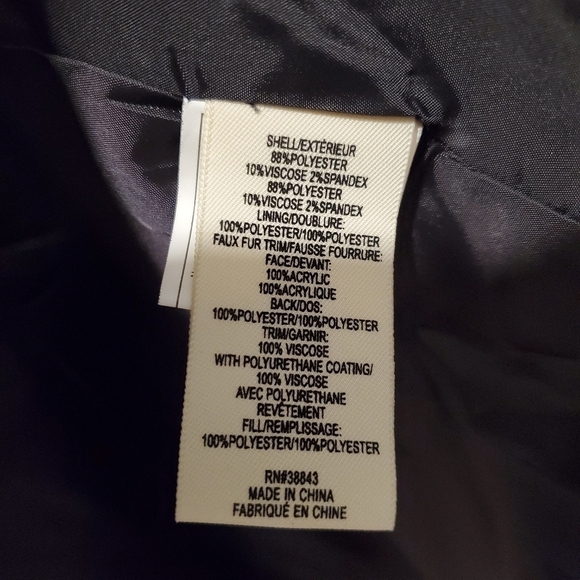 SHELL/EXTÉRIEUR
88%POLYESTER
10%VISCOSE 2%SPANDEX
88%POLYESTER
10%VISCOSE 2%SPANDEX
LINING/DOUBLURE:
100%POLYESTER/100%POLYESTER
FAUX FUR TRIM/FAUSSE FOURRURE:
FACE/DEVANT:
100%ACRYLIC
100%ACRYLIQUE
BACK/DOS:
100%POLYESTER/100%POLYESTER
TRIM/GARNIR:
100% VISCOSE
WITH POLYURETHANE COATING/
100% VISCOSE
AVEC POLYURETHANE
REVÊTEMENT
FILL/REMPLISSAGE:
100%POLYESTER/100%POLYESTER
RN#38843
MADE IN CHINA
FABRIQUÉ EN CHINE